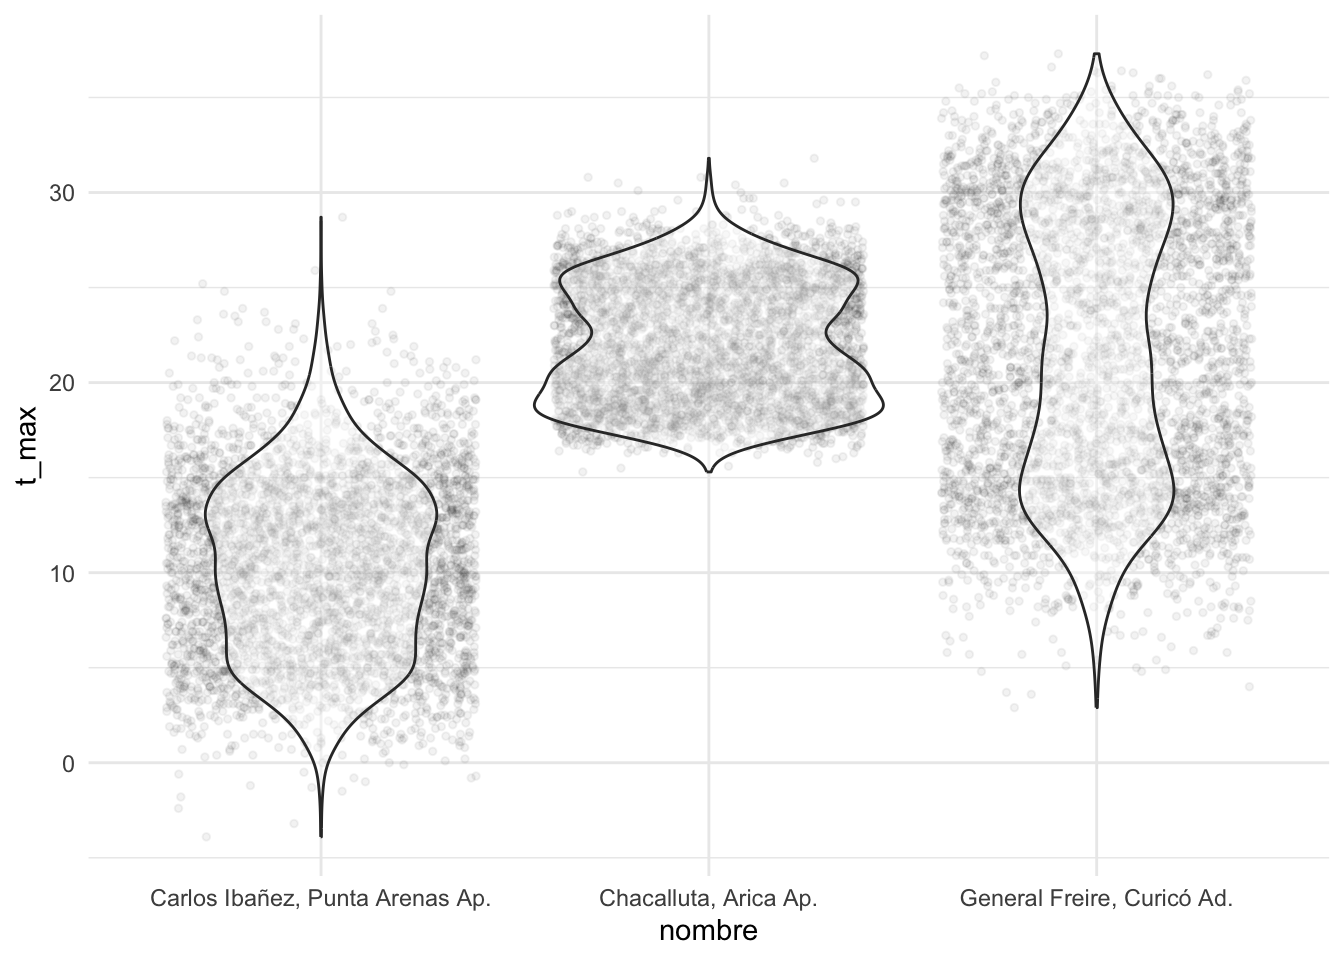 t_max
30
20
10
0
Carlos Ibañez, Punta Arenas Ap.
Chacalluta, Arica Ap.
General Freire, Curicó Ad.
nombre